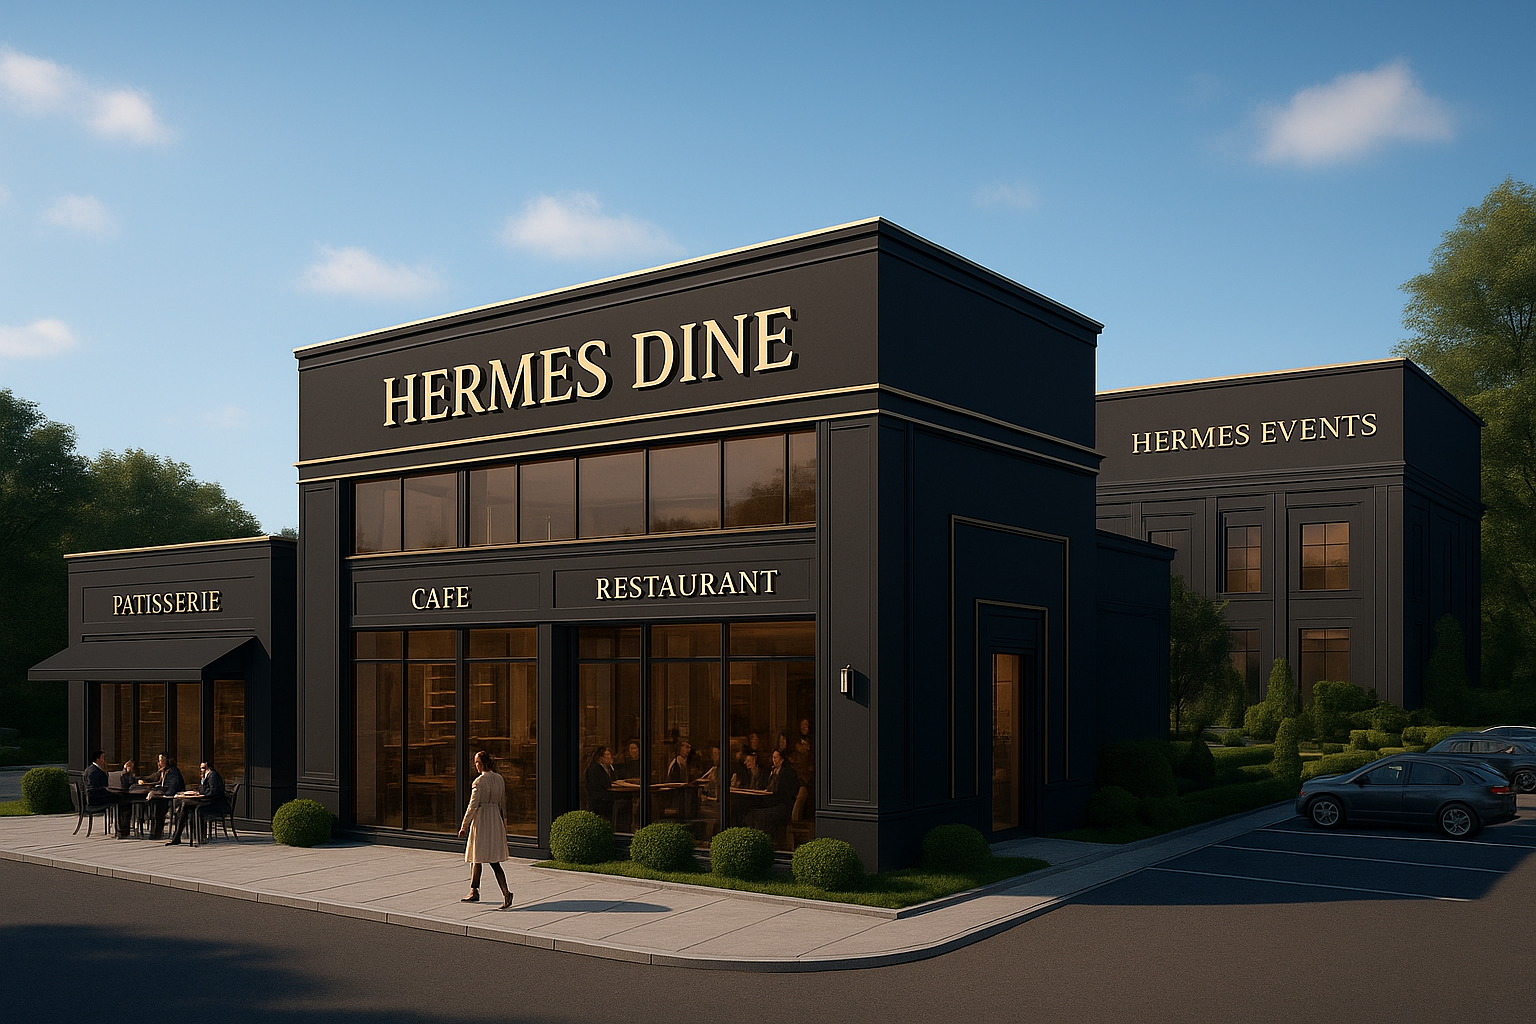 HERMES DINE
HERMES EVENTS
PATISSERIE
CAFE
RESTAURANT